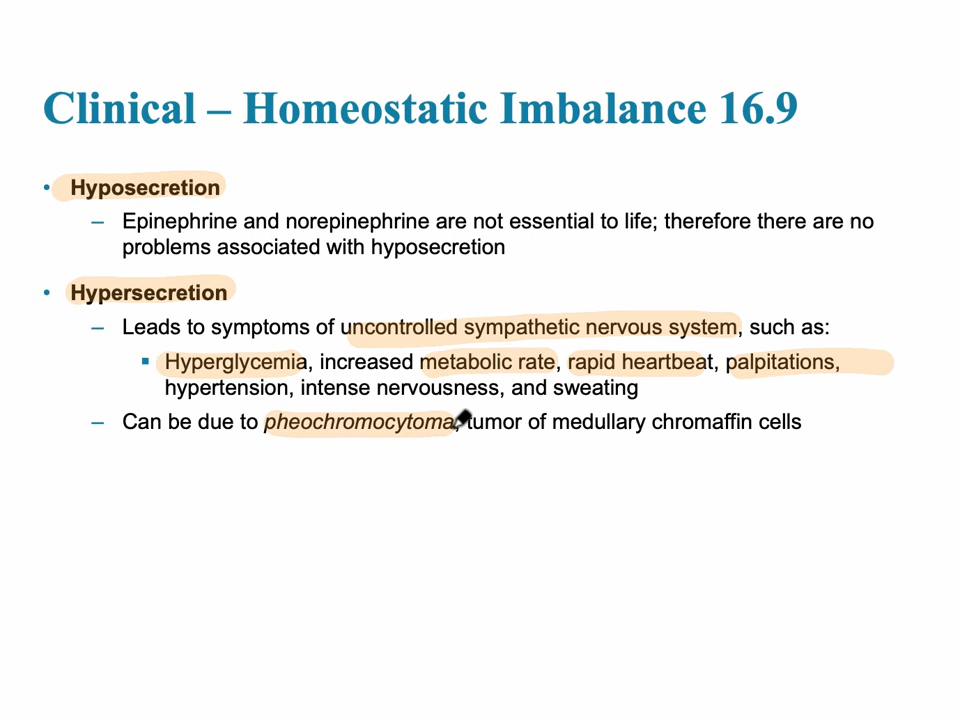 Clinical – Homeostatic Imbalance 16.9
• Hyposecretion
– Epinephrine and norepinephrine are not essential to life; therefore there are no
problems associated with hyposecretion
• Hypersecretion
– Leads to symptoms of uncontrolled sympathetic nervous system, such as:
▪ Hyperglycemia, increased metabolic rate, rapid heartbeat, palpitations,
hypertension, intense nervousness, and sweating
– Can be due to pheochromocytoma, tumor of medullary chromaffin cells